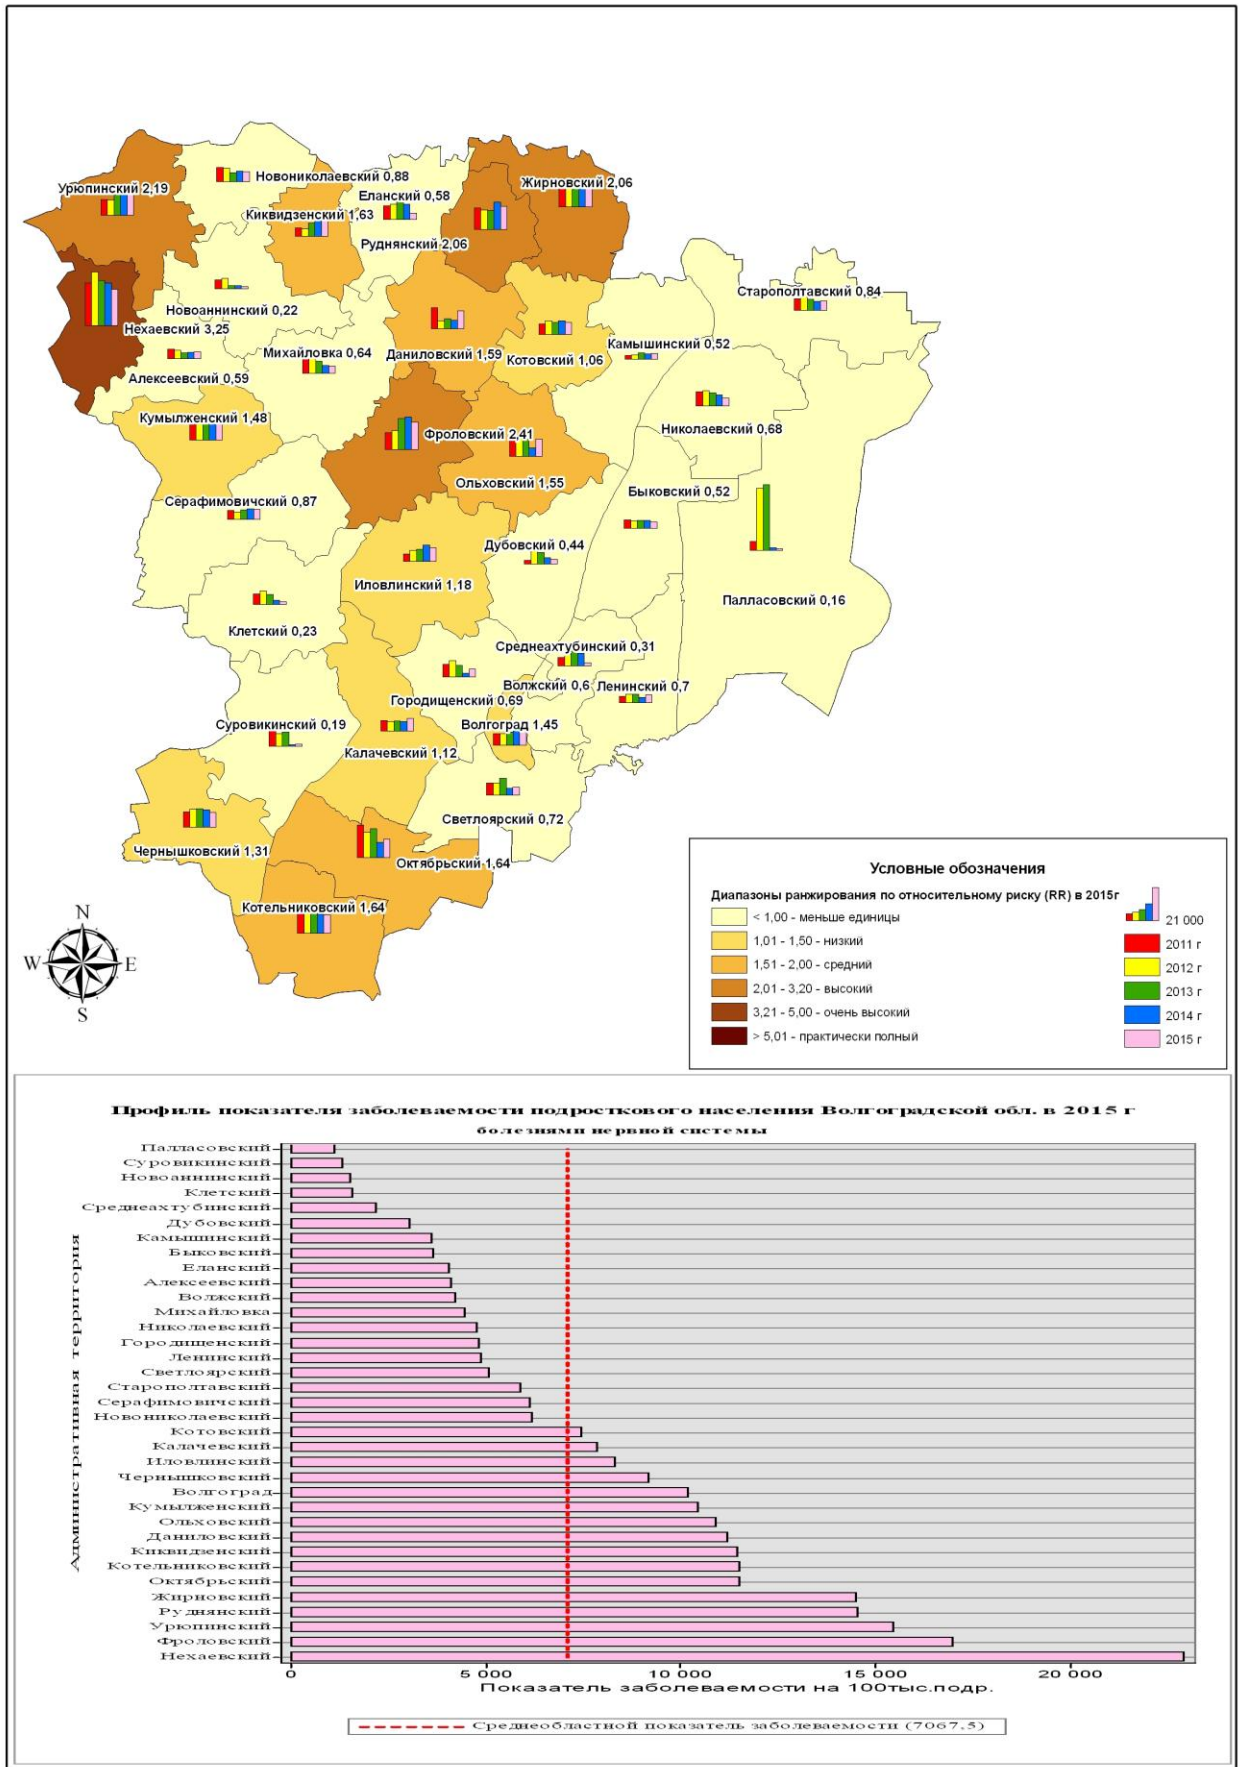 Урюпинский 2,19
Новониколаевский 0,88
Еланский 0,58
Жирновский 2,06
Киквидзенский 1,63
Руднянский 2,06
Старополтавский 0,84
Новоаннинский 0,22
Нехаевский 3,25
Михайловка 0,64
Даниловский 1,59
Котовский 1,06
Камышинский 0,52
Алексеевский 0,59
Кумылженский 1,48
Фроловский 2,41
Николаевский 0,68
Ольховский 1,55
Серафимовичский 0,87
Быковский 0,52
Дубовский 0,44
Иловлинский 1,18
Палласовский 0,16
Клетский 0,23
Среднеахтубинский 0,31
Волжский 0,6
Ленинский 0,7
Городищенский 0,69
Суровикинский 0,19
Волгоград 1,45
Калачевский 1,12
Светлоярский 0,72
Чернышковский 1,31
Октябрьский 1,64
Котельниковский 1,64
N
W
E
S
Условные обозначения
Диапазоны ранжирования по относительному риску (RR) в 2015г
< 1,00 - меньше единицы
1,01 - 1,50 - низкий
1,51 - 2,00 - средний
2,01 - 3,20 - высокий
3,21 - 5,00 - очень высокий
> 5,01 - практически полный
21 000
2011 г
2012 г
2013 г
2014 г
2015 г
Профиль показателя заболеваемости подросткового населения Волгоградской обл. в 2015 г
болезнями нервной системы
Административная территория
Палласовский
Суровикинский
Новоаннинский
Клетский
Среднеахтубинский
Дубовский
Камышинский
Быковский
Еланский
Алексеевский
Волжский
Михайловка
Николаевский
Городищенский
Ленинский
Светлоярский
Старополтавский
Серафимовичский
Новониколаевский
Котовский
Калачевский
Иловлинский
Чернышковский
Волгоград
Кумылженский
Ольховский
Даниловский
Киквидзенский
Котельниковский
Октябрьский
Жирновский
Руднянский
Урюпинский
Фроловский
Нехаевский
0
5 000
10 000
15 000
20 000
Показатель заболеваемости на 100тыс.подр.
Среднеобластной показатель заболеваемости (7067,5)